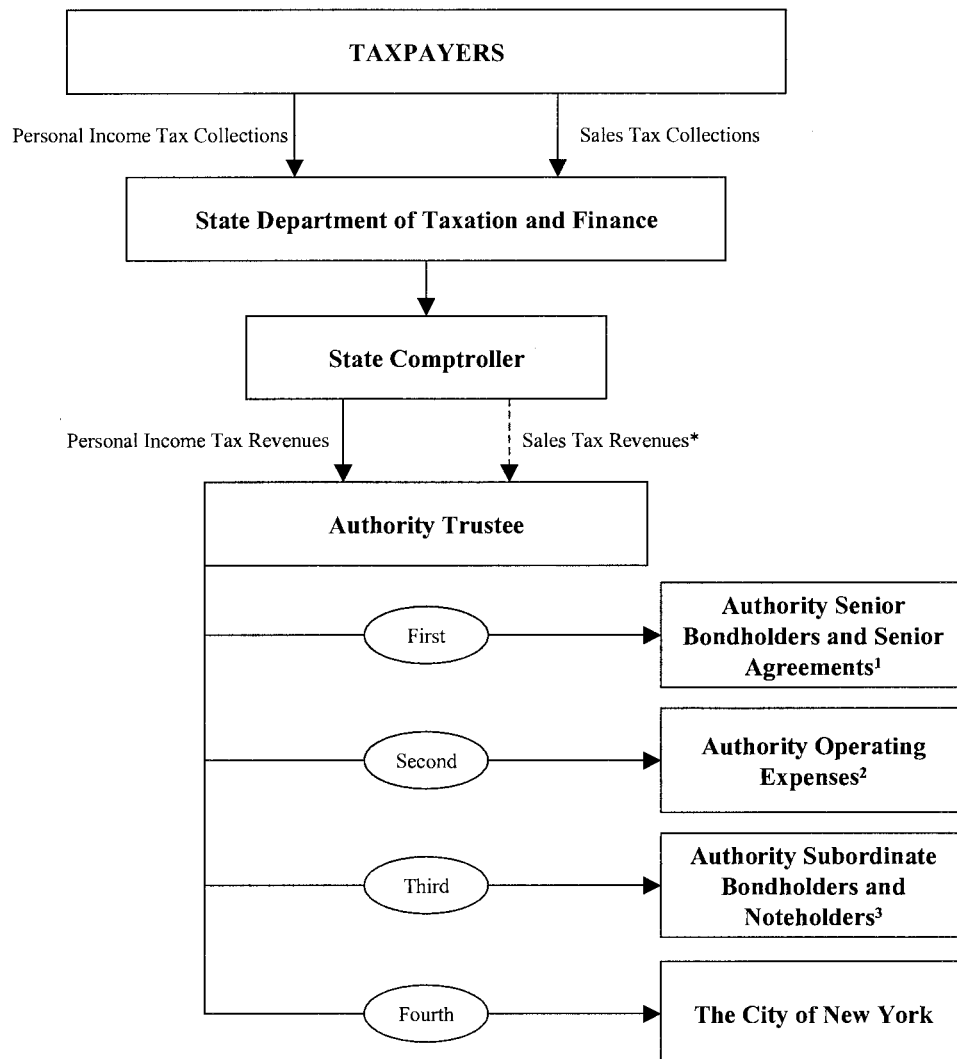 TAXPAYERS
Personal Income Tax Collections
Sales Tax Collections
State Department of Taxation and Finance
State Comptroller
Personal Income Tax Revenues
Sales Tax Revenues*
Authority Trustee
First
Authority Senior
Bondholders and Senior
Agreements¹
Second
Authority Operating
Expenses²
Third
Authority Subordinate
Bondholders and
Noteholders³
Fourth
The City of New York